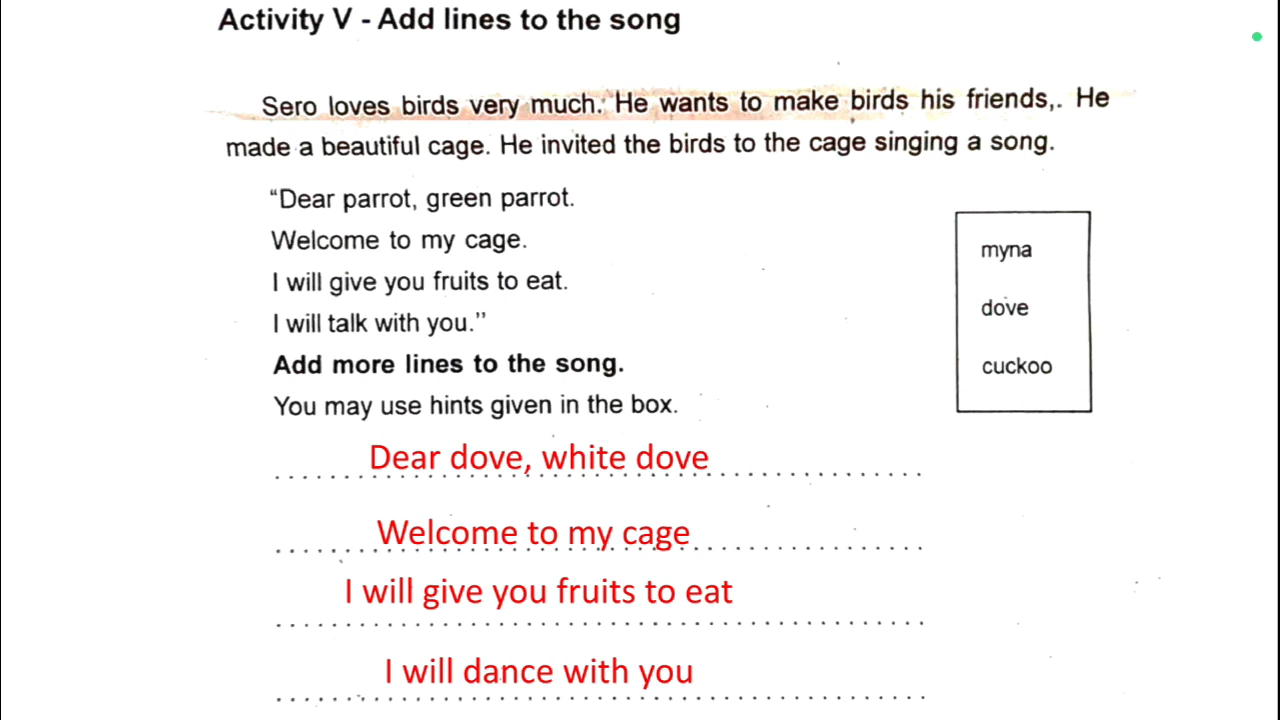 Activity V - Add lines to the song
Sero loves birds very much. He wants to make birds his friends,. He
made a beautiful cage. He invited the birds to the cage singing a song.
“Dear parrot, green parrot.
Welcome to my cage.
I will give you fruits to eat.
I will talk with you.”
Add more lines to the song.
You may use hints given in the box.
myna
dove
cuckoo
Dear dove, white dove
Welcome to my cage
I will give you fruits to eat
I will dance with you